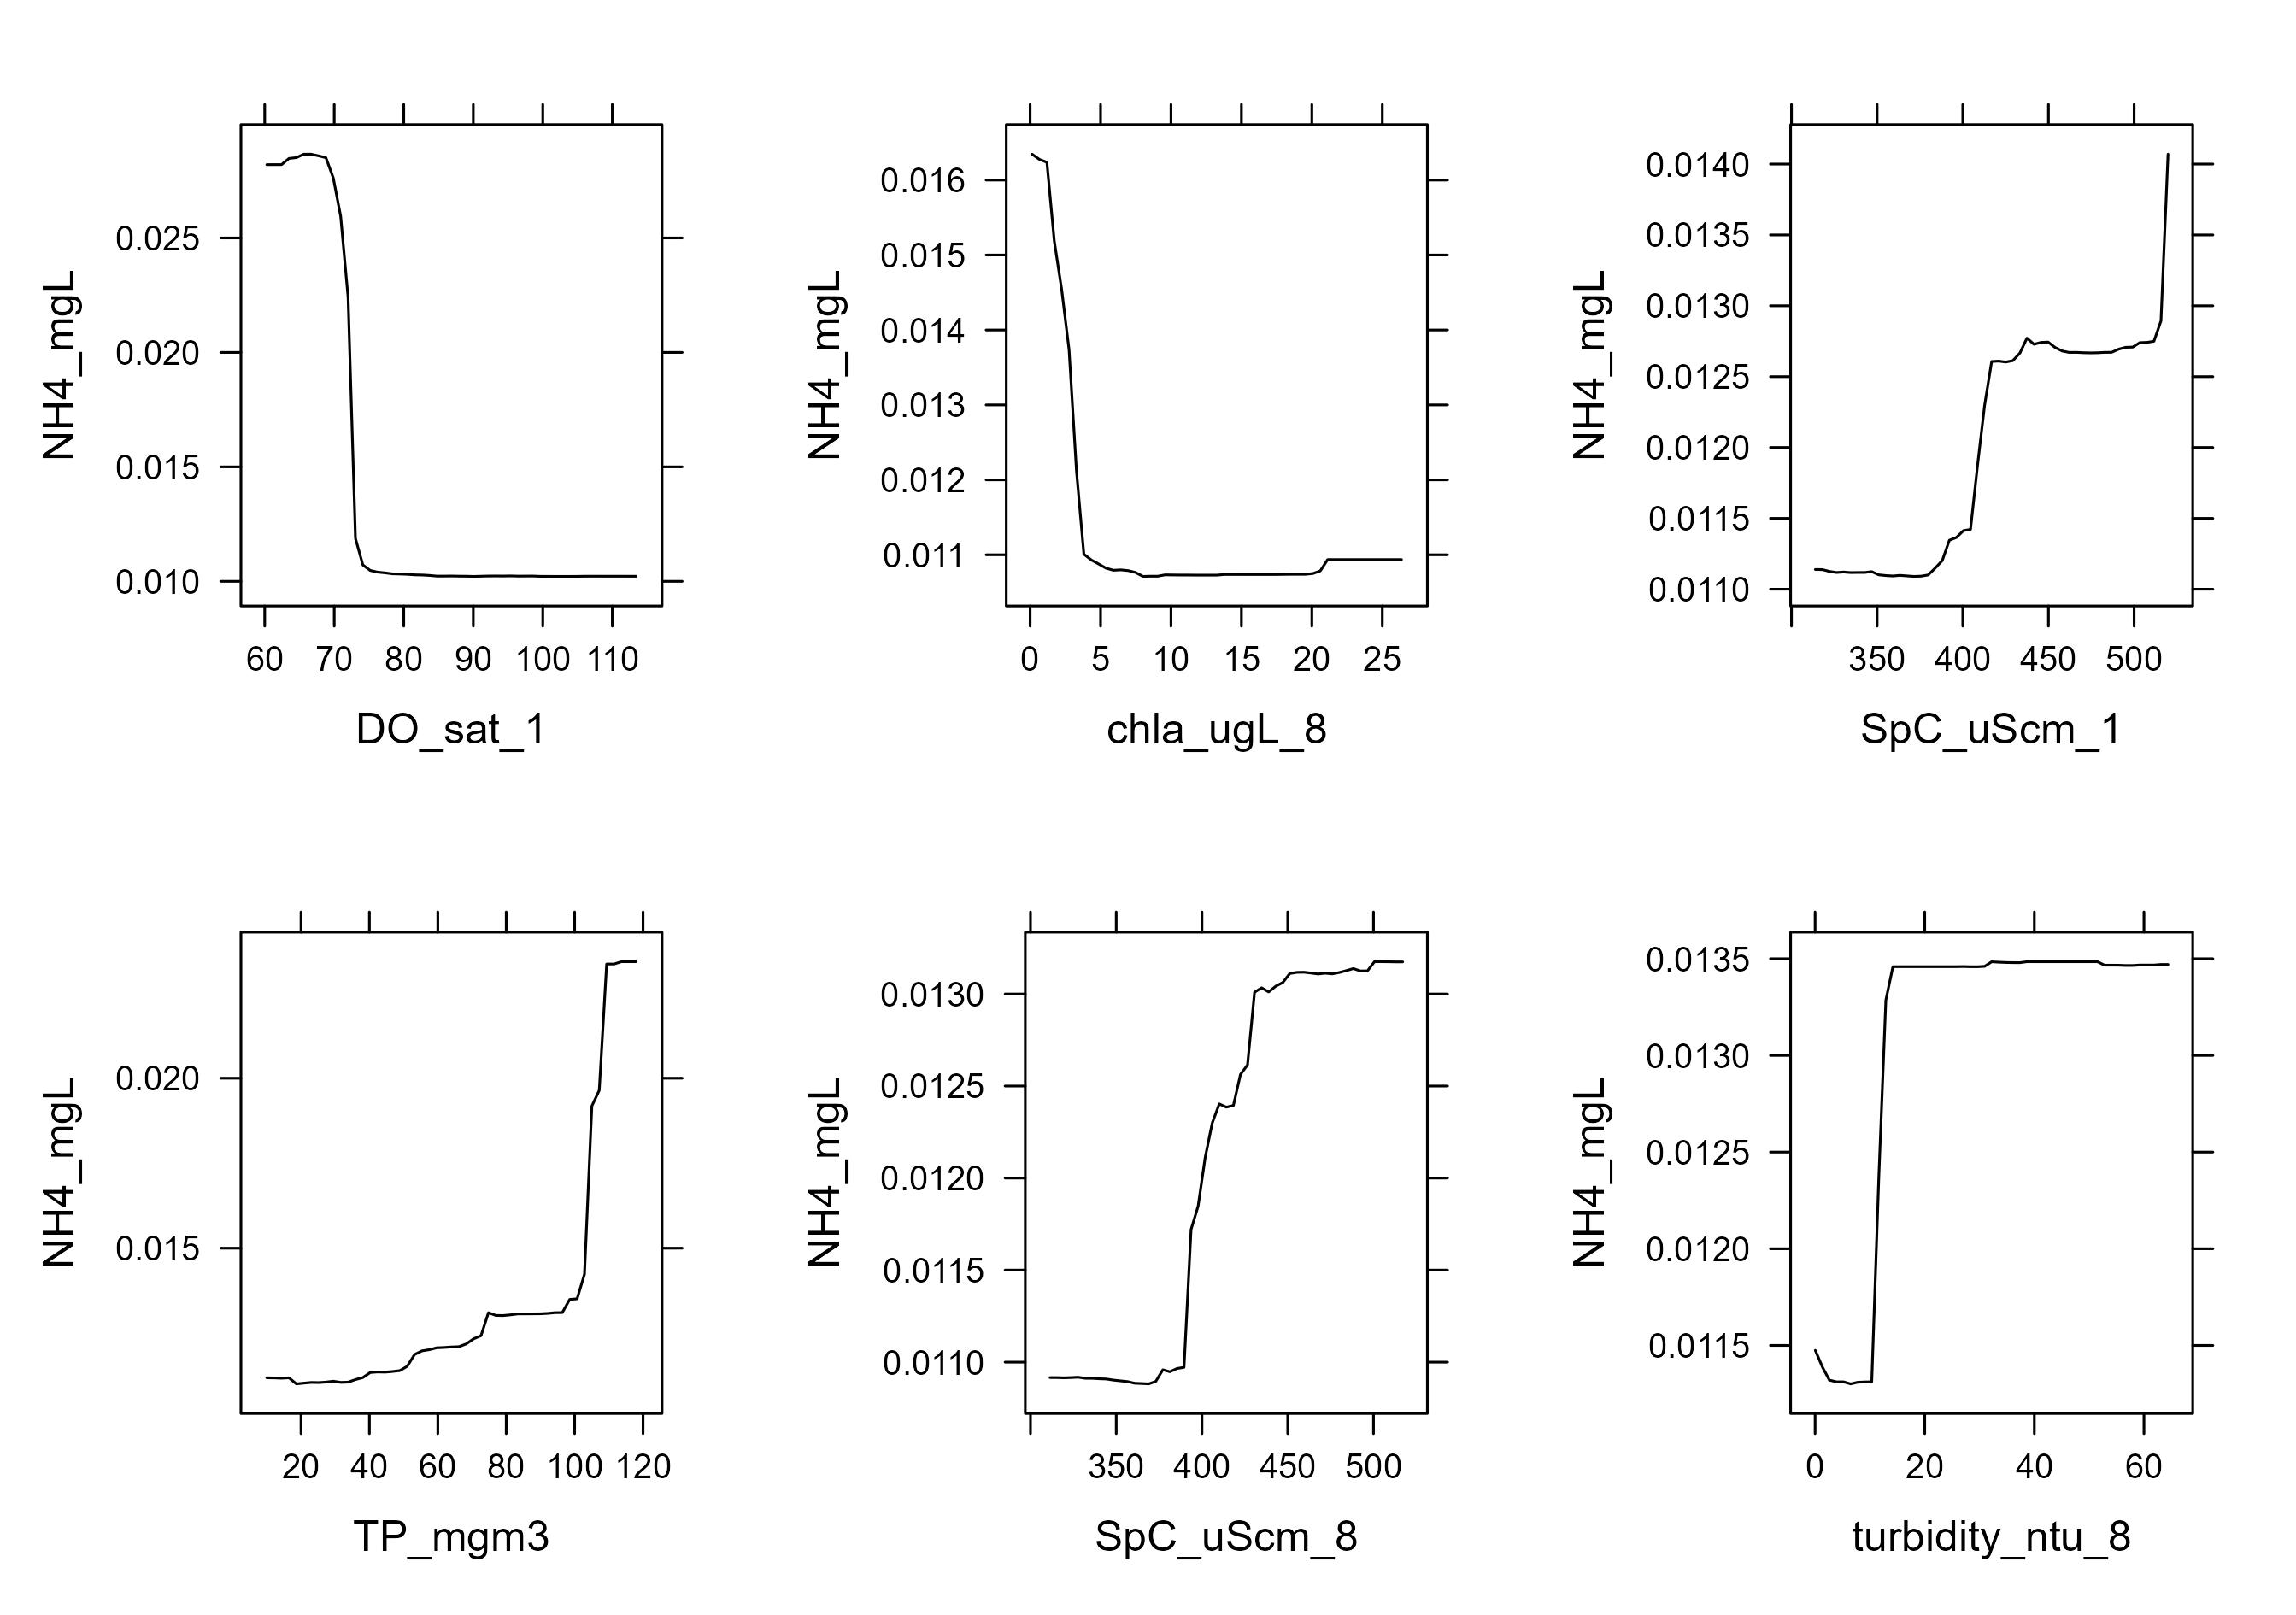 NH4_mgL
0.025
0.020
0.015
0.010
60 70 80 90 100 110
DO_sat_1
NH4_mgL
0.016
0.015
0.014
0.013
0.012
0.011
0 5 10 15 20 25
chla_ugL_8
NH4_mgL
0.0140
0.0135
0.0130
0.0125
0.0120
0.0115
0.0110
350 400 450 500
SpC_uScm_1
NH4_mgL
0.020
0.015
20 40 60 80 100 120
TP_mgm3
NH4_mgL
0.0130
0.0125
0.0120
0.0115
0.0110
350 400 450 500
SpC_uScm_8
NH4_mgL
0.0135
0.0130
0.0125
0.0120
0.0115
0 20 40 60
turbidity_ntu_8